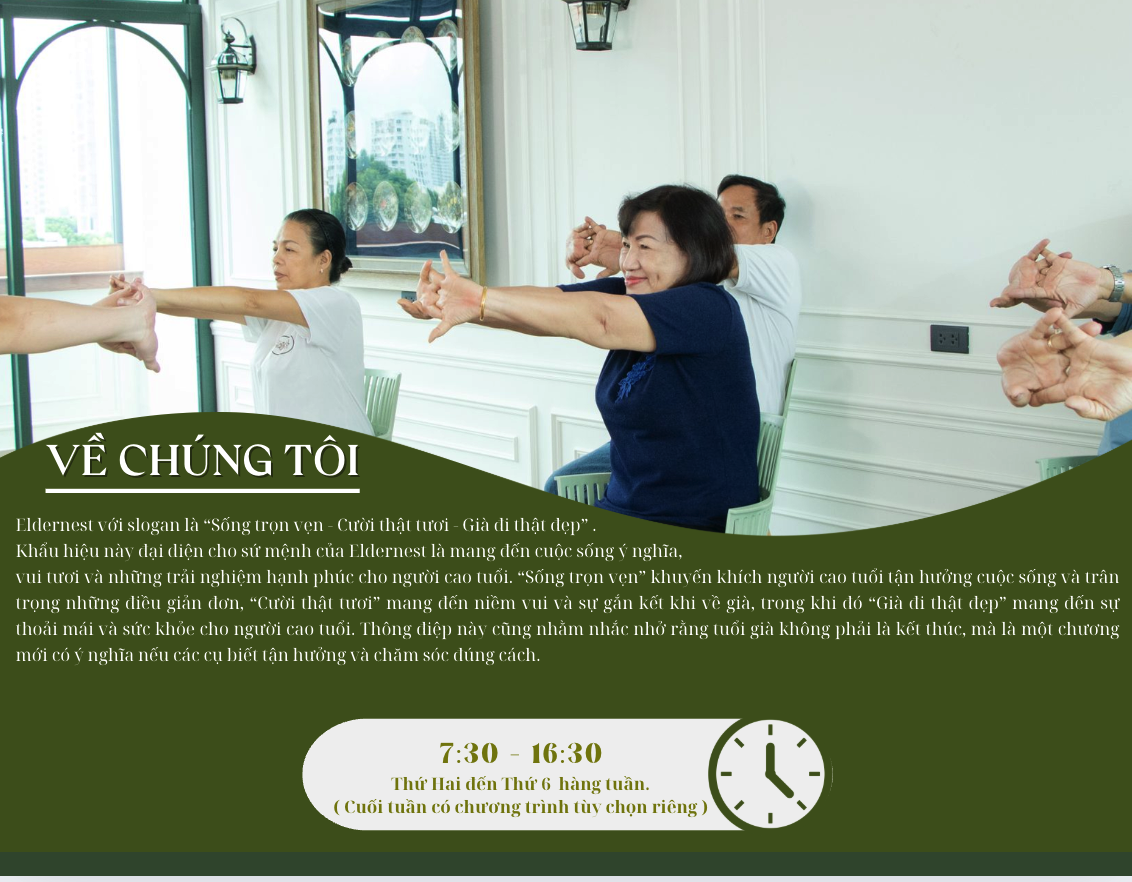 VỀ CHÚNG TÔI
Eldernest với slogan là “Sống trọn vẹn - Cười thật tươi - Già đi thật đẹp” .
Khẩu hiệu này đại diện cho sứ mệnh của Eldernest là mang đến cuộc sống ý nghĩa,
vui tươi và những trải nghiệm hạnh phúc cho người cao tuổi. “Sống trọn vẹn” khuyến khích người cao tuổi tận hưởng cuộc sống và trân
trọng những điều giản đơn, “Cười thật tươi” mang đến niềm vui và sự gắn kết khi về già, trong khi đó “Già đi thật đẹp” mang đến sự
thoải mái và sức khỏe cho người cao tuổi. Thông điệp này cũng nhằm nhắc nhở rằng tuổi già không phải là kết thúc, mà là một chương
mới có ý nghĩa nếu các cụ biết tận hưởng và chăm sóc đúng cách.
7:30 - 16:30
Thứ Hai đến Thứ 6 hàng tuần.
( Cuối tuần có chương trình tùy chọn riêng )